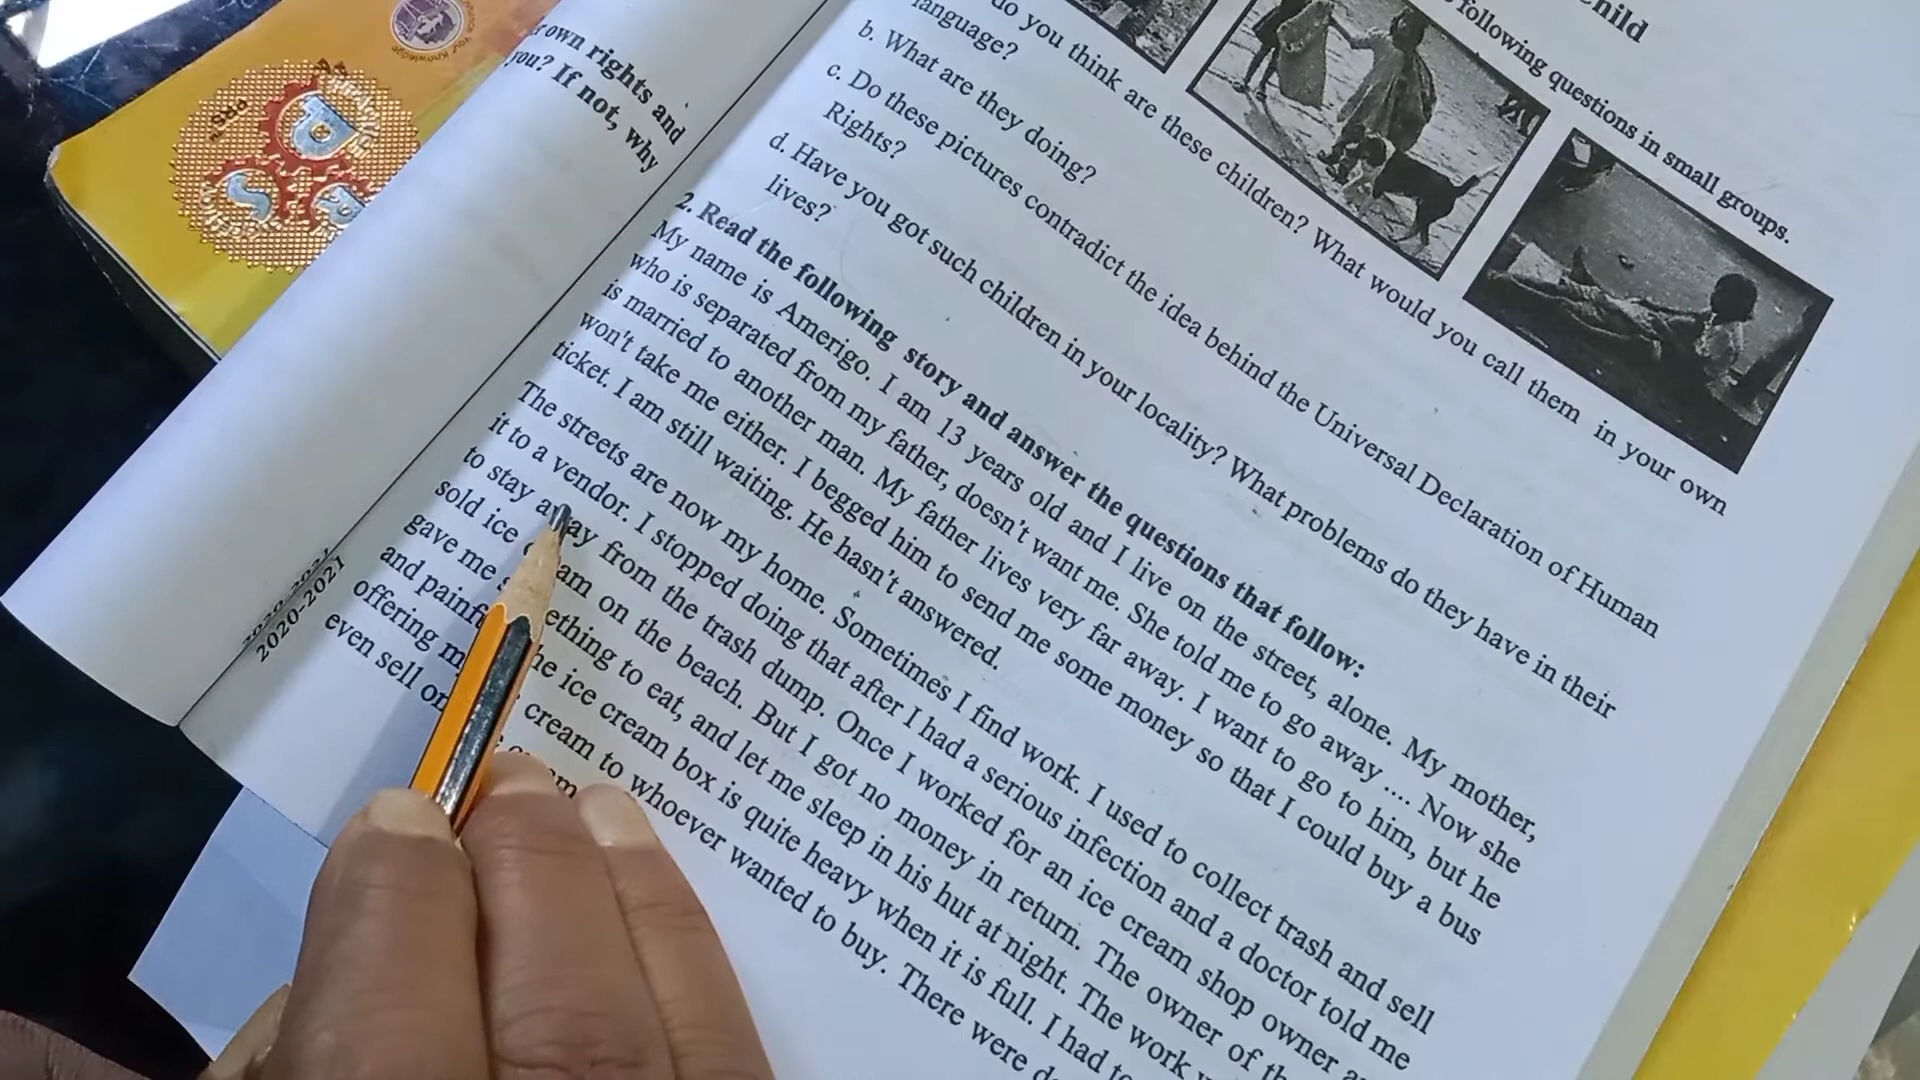 own rights and
you? If not, why
2020-2021
2020-2021
hild
following questions in small groups.
do you think are these children? What would you call them in your own
language?
b. What are they doing?
c. Do these pictures contradict the idea behind the Universal Declaration of Human
Rights?
d. Have you got such children in your locality? What problems do they have in their
lives?
2. Read the following story and answer the questions that follow:
My name is Amerigo. I am 13 years old and I live on the street, alone. My mother,
who is separated from my father, doesn't want me. She told me to go away .... Now she
is married to another man. My father lives very far away. I want to go to him, but he
won't take me either. I begged him to send me some money so that I could buy a bus
ticket. I am still waiting. He hasn't answered.
The streets are now my home. Sometimes I find work. I used to collect trash and sell
it to a vendor. I stopped doing that after I had a serious infection and a doctor told me
to stay away from the trash dump. Once I worked for an ice cream shop owner
sold ice cream on the beach. But I got no money in return. The owner of
gave me something to eat, and let me sleep in his hut at night. The work
and painf he ice cream box is quite heavy when it is full. I had to
offering cream to whoever wanted to buy. There were
even sell